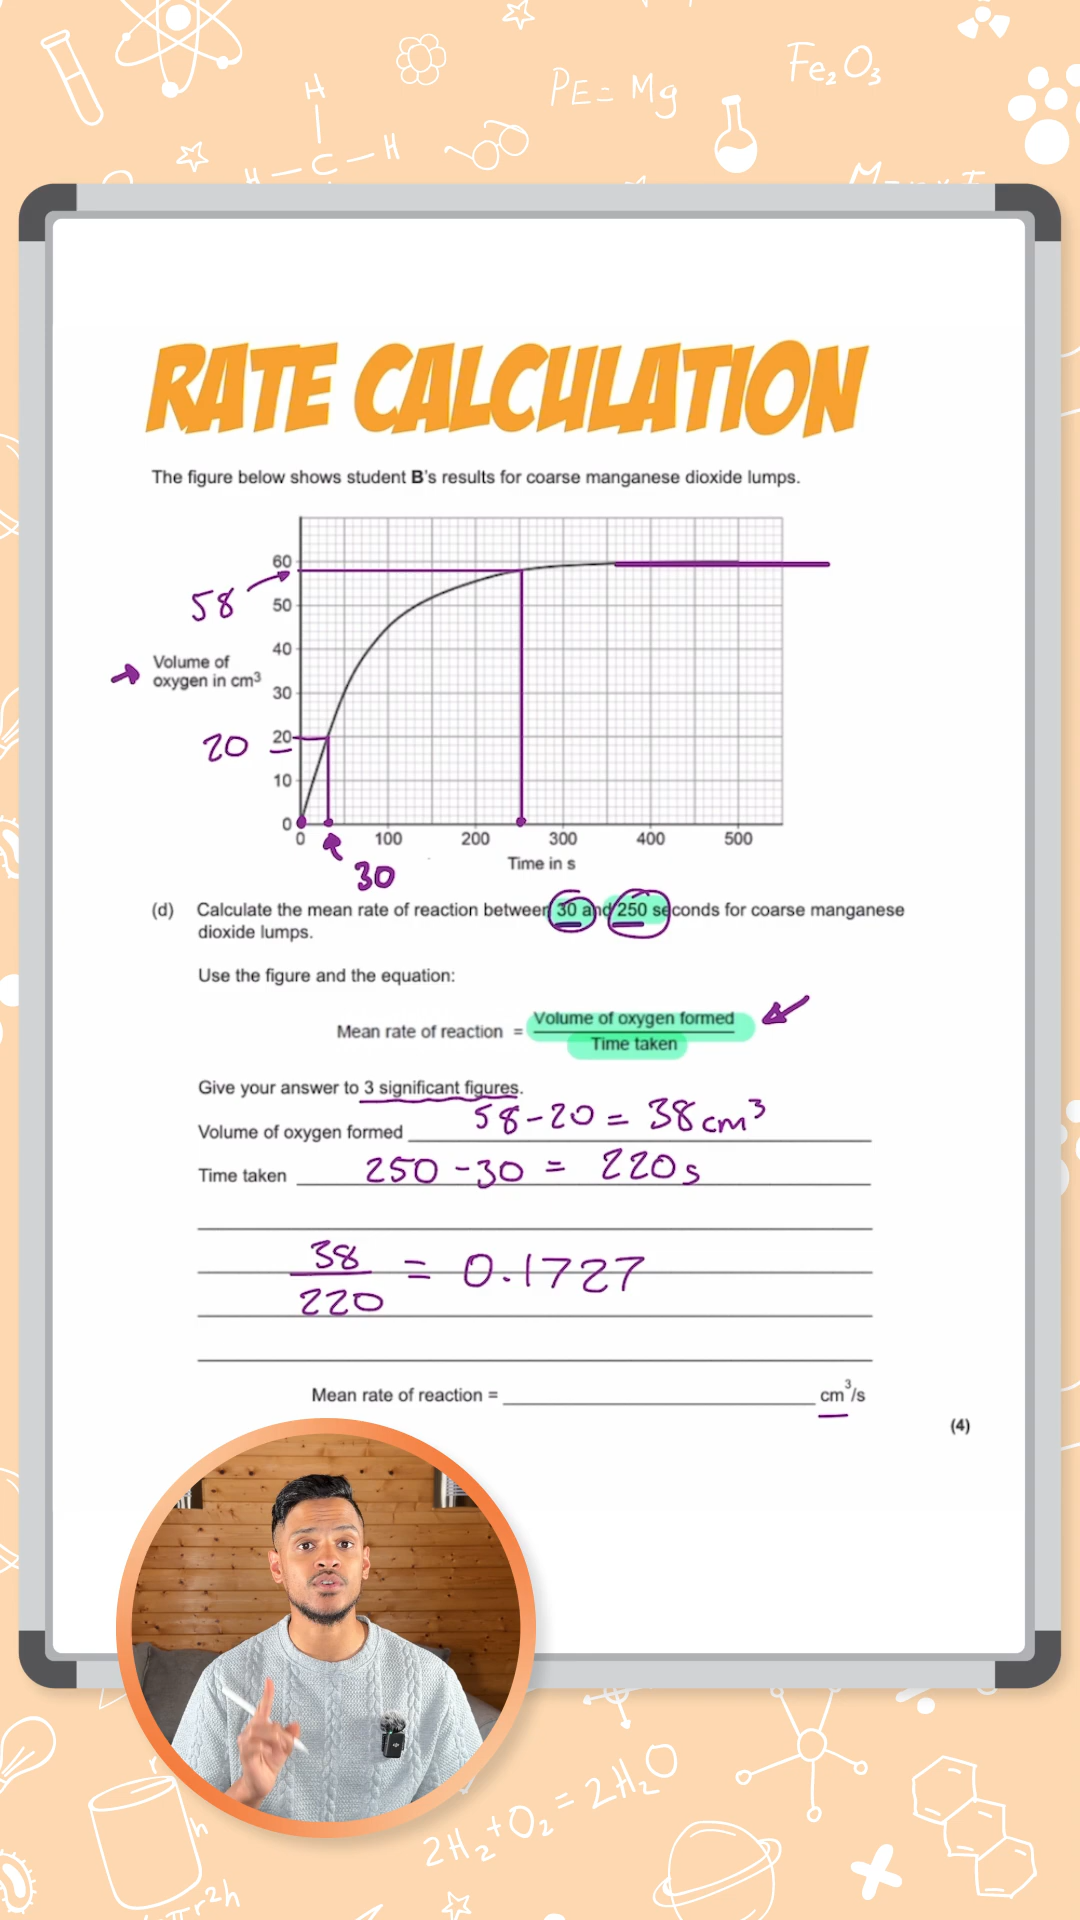 Fe₂O₃
PE = Mg
H
H — C — H
RATE CALCULATION
The figure below shows student B's results for coarse manganese dioxide lumps.
60
58
50
40
Volume of
oxygen in cm³
30
20
20
10
0
0 100 200 300 400 500
Time in s
30
(d) Calculate the mean rate of reaction between 30 and 250 seconds for coarse manganese
dioxide lumps.
Use the figure and the equation:
Mean rate of reaction = Volume of oxygen formed
Time taken
Give your answer to 3 significant figures.
Volume of oxygen formed 58 - 20 = 38 cm³
Time taken 250 - 30 = 220 s
38
220
= 0.1727
Mean rate of reaction = cm³/s
(4)
2H₂ + O₂ = 2H₂O
h
πr²h